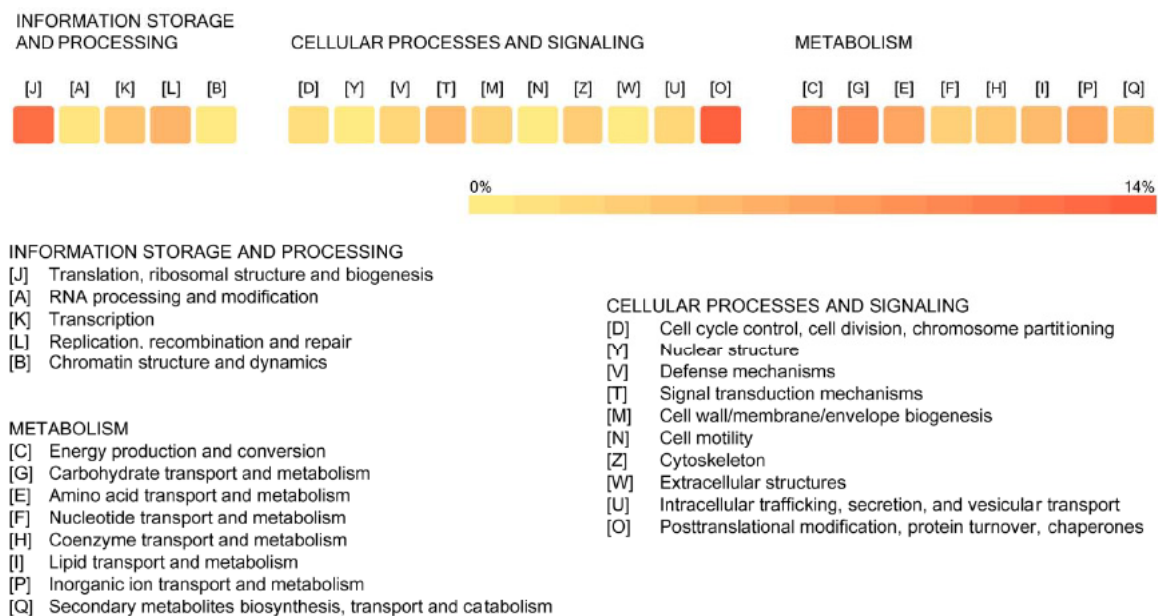 INFORMATION STORAGE
AND PROCESSING
CELLULAR PROCESSES AND SIGNALING
METABOLISM
[J] [A] [K] [L] [B] [D] [Y] [V] [T] [M] [N] [Z] [W] [U] [O] [C] [G] [E] [F] [H] [I] [P] [Q]
0% 14%
INFORMATION STORAGE AND PROCESSING
[J] Translation, ribosomal structure and biogenesis
[A] RNA processing and modification
[K] Transcription
[L] Replication. recombination and repair
[B] Chromatin structure and dynamics
METABOLISM
[C] Energy production and conversion
[G] Carbohydrate transport and metabolism
[E] Amino acid transport and metabolism
[F] Nucleotide transport and metabolism
[H] Coenzyme transport and metabolism
[I] Lipid transport and metabolism
[P] Inorganic ion transport and metabolism
[Q] Secondary metabolites biosynthesis, transport and catabolism
CELLULAR PROCESSES AND SIGNALING
[D] Cell cycle control, cell division, chromosome partitioning
[Y] Nuclear structure
[V] Defense mechanisms
[T] Signal transduction mechanisms
[M] Cell wall/membrane/envelope biogenesis
[N] Cell motility
[Z] Cytoskeleton
[W] Extracellular structures
[U] Intracellular trafficking, secretion, and vesicular transport
[O] Posttranslational modification, protein turnover, chaperones